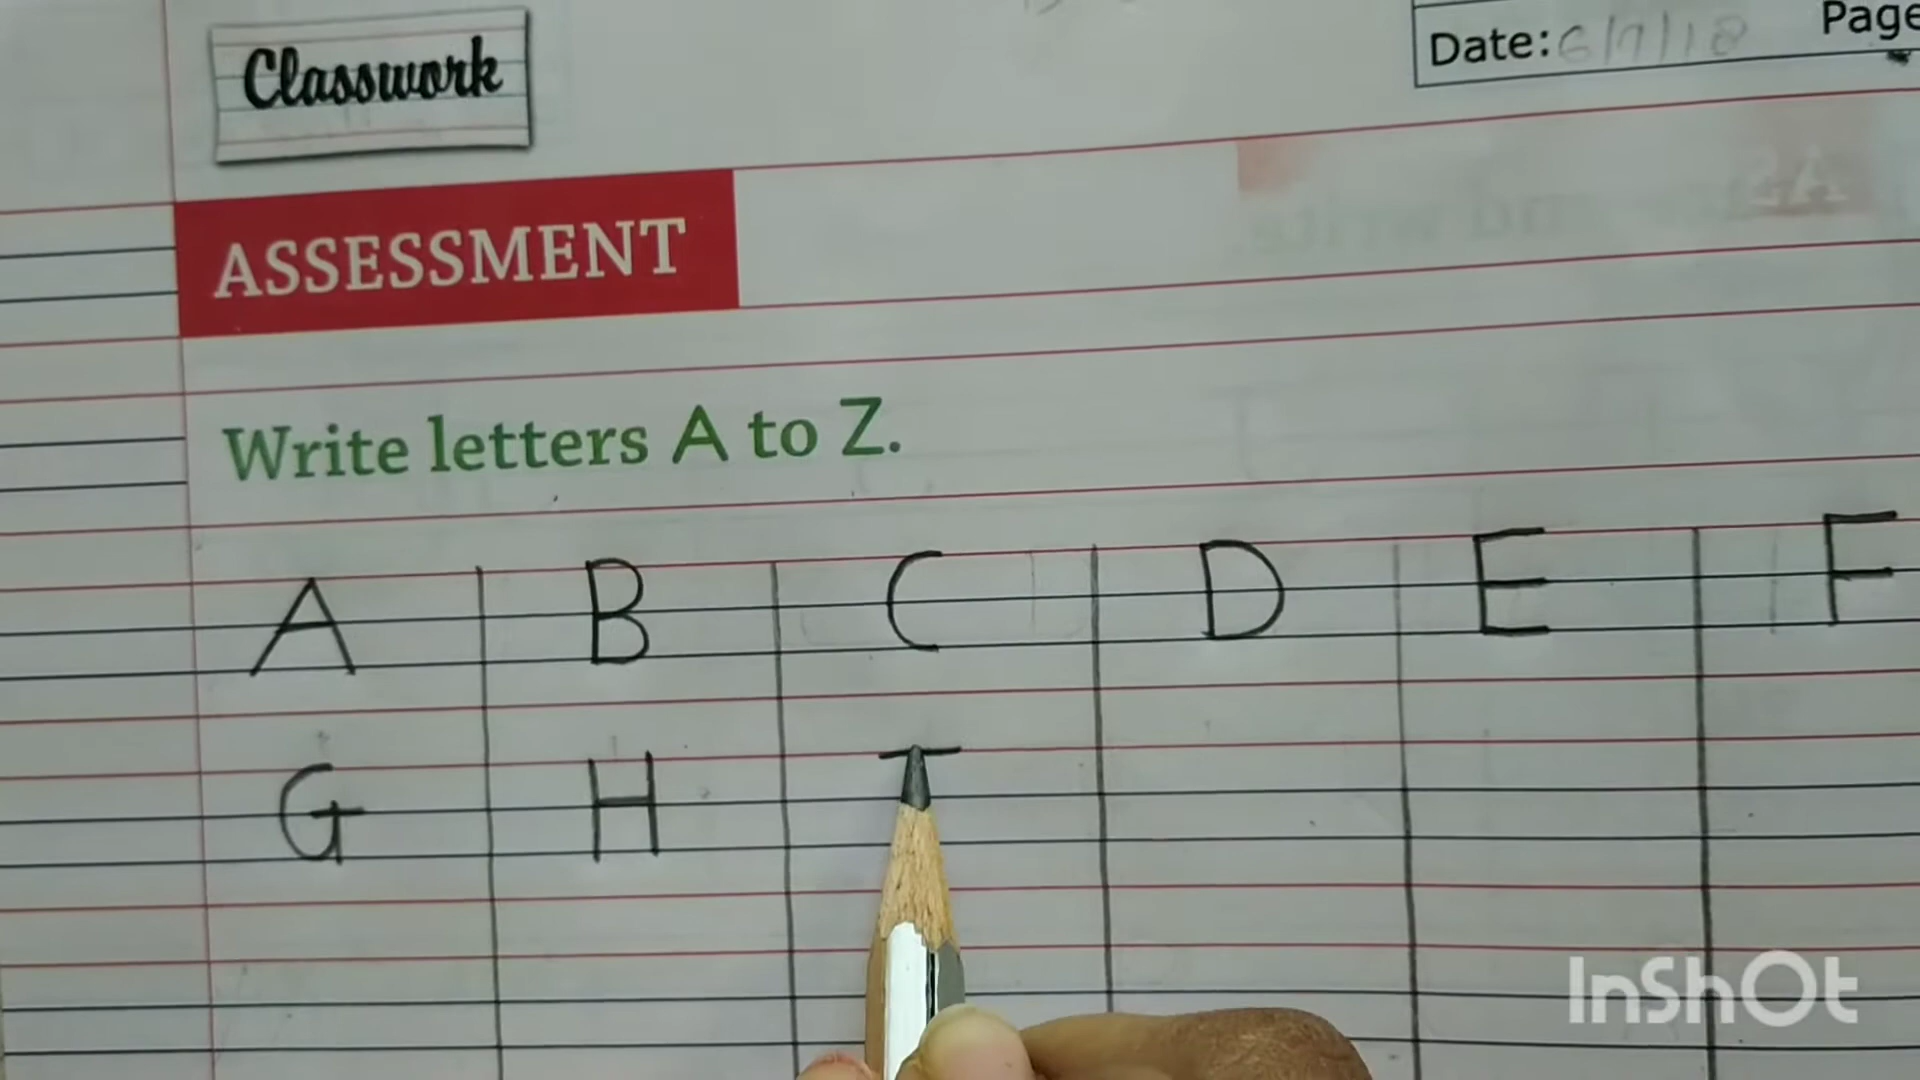 Classwork
Date: 6/7/18 Page
ASSESSMENT
Write letters A to Z.
A B C D E F
G H
InShOt